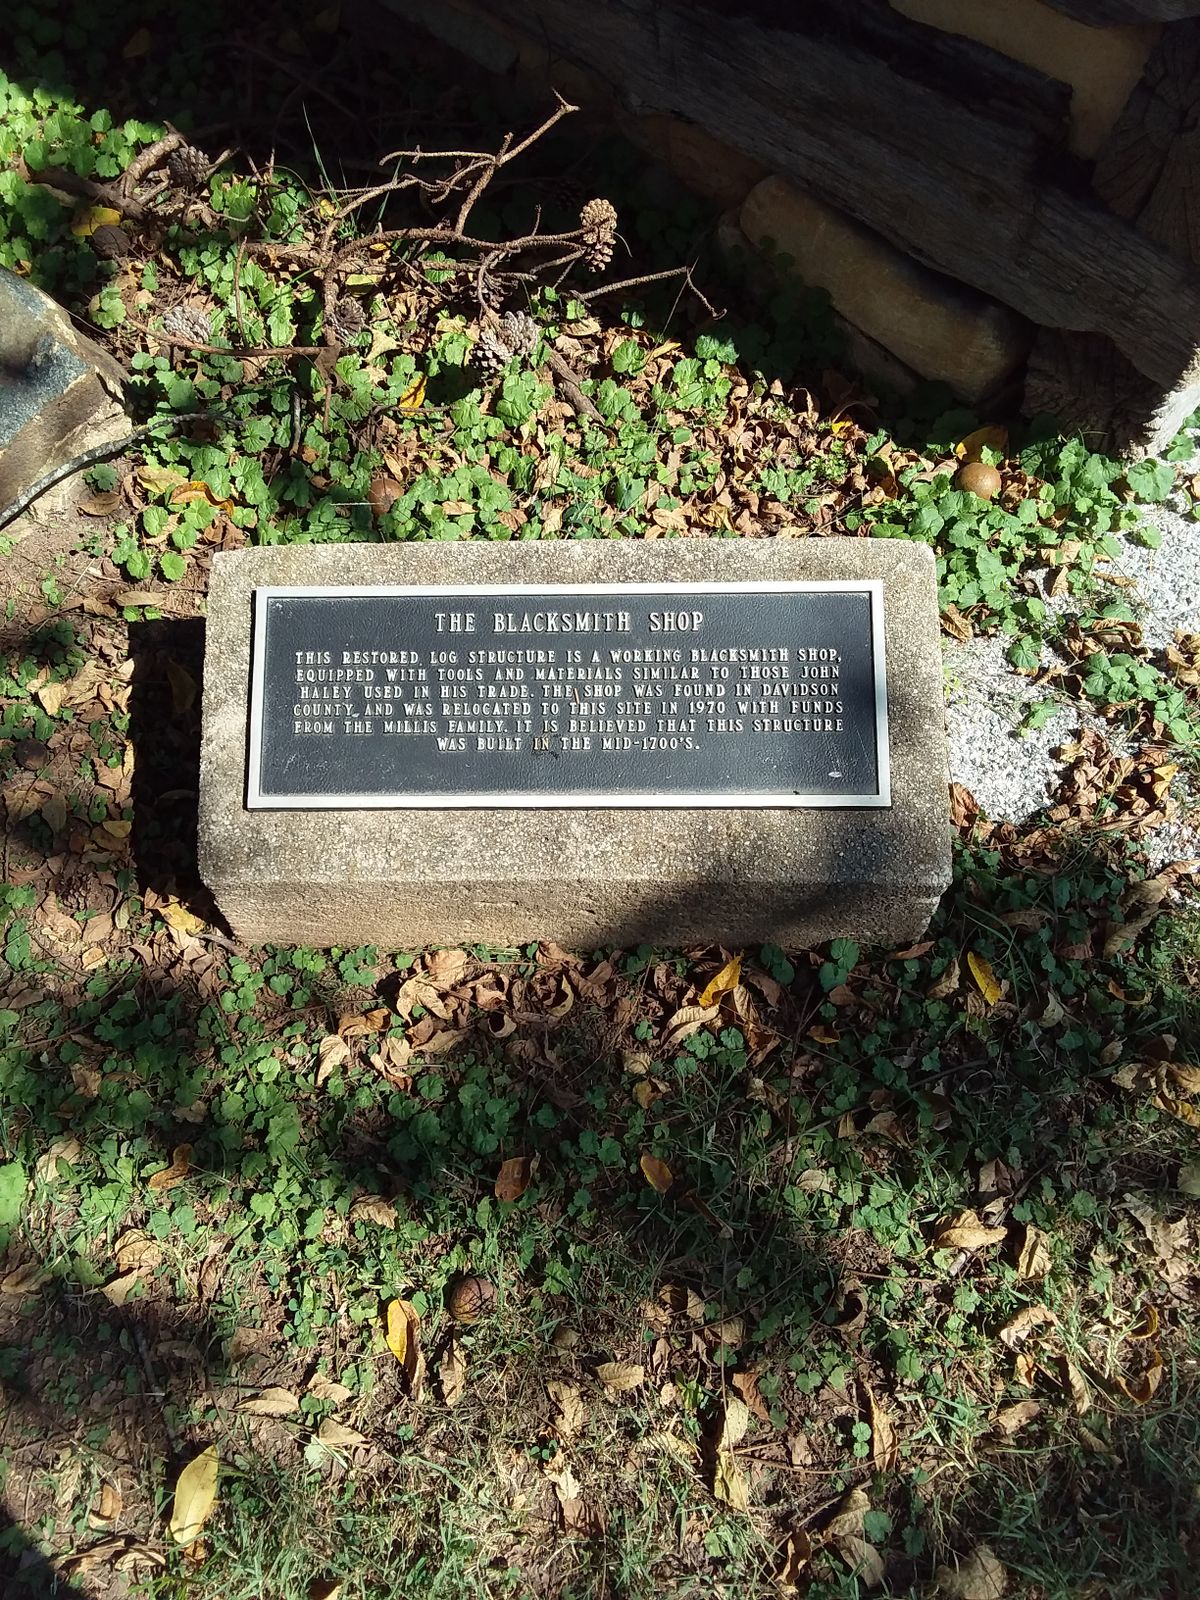 THE BLACKSMITH SHOP
THIS RESTORED LOG STRUCTURE IS A WORKING BLACKSMITH SHOP,
EQUIPPED WITH TOOLS AND MATERIALS SIMILAR TO THOSE JOHN
HALEY USED IN HIS TRADE. THE SHOP WAS FOUND IN DAVIDSON
COUNTY AND WAS RELOCATED TO THIS SITE IN 1970 WITH FUNDS
FROM THE MILLIS FAMILY. IT IS BELIEVED THAT THIS STRUCTURE
WAS BUILT IN THE MID-1700'S.